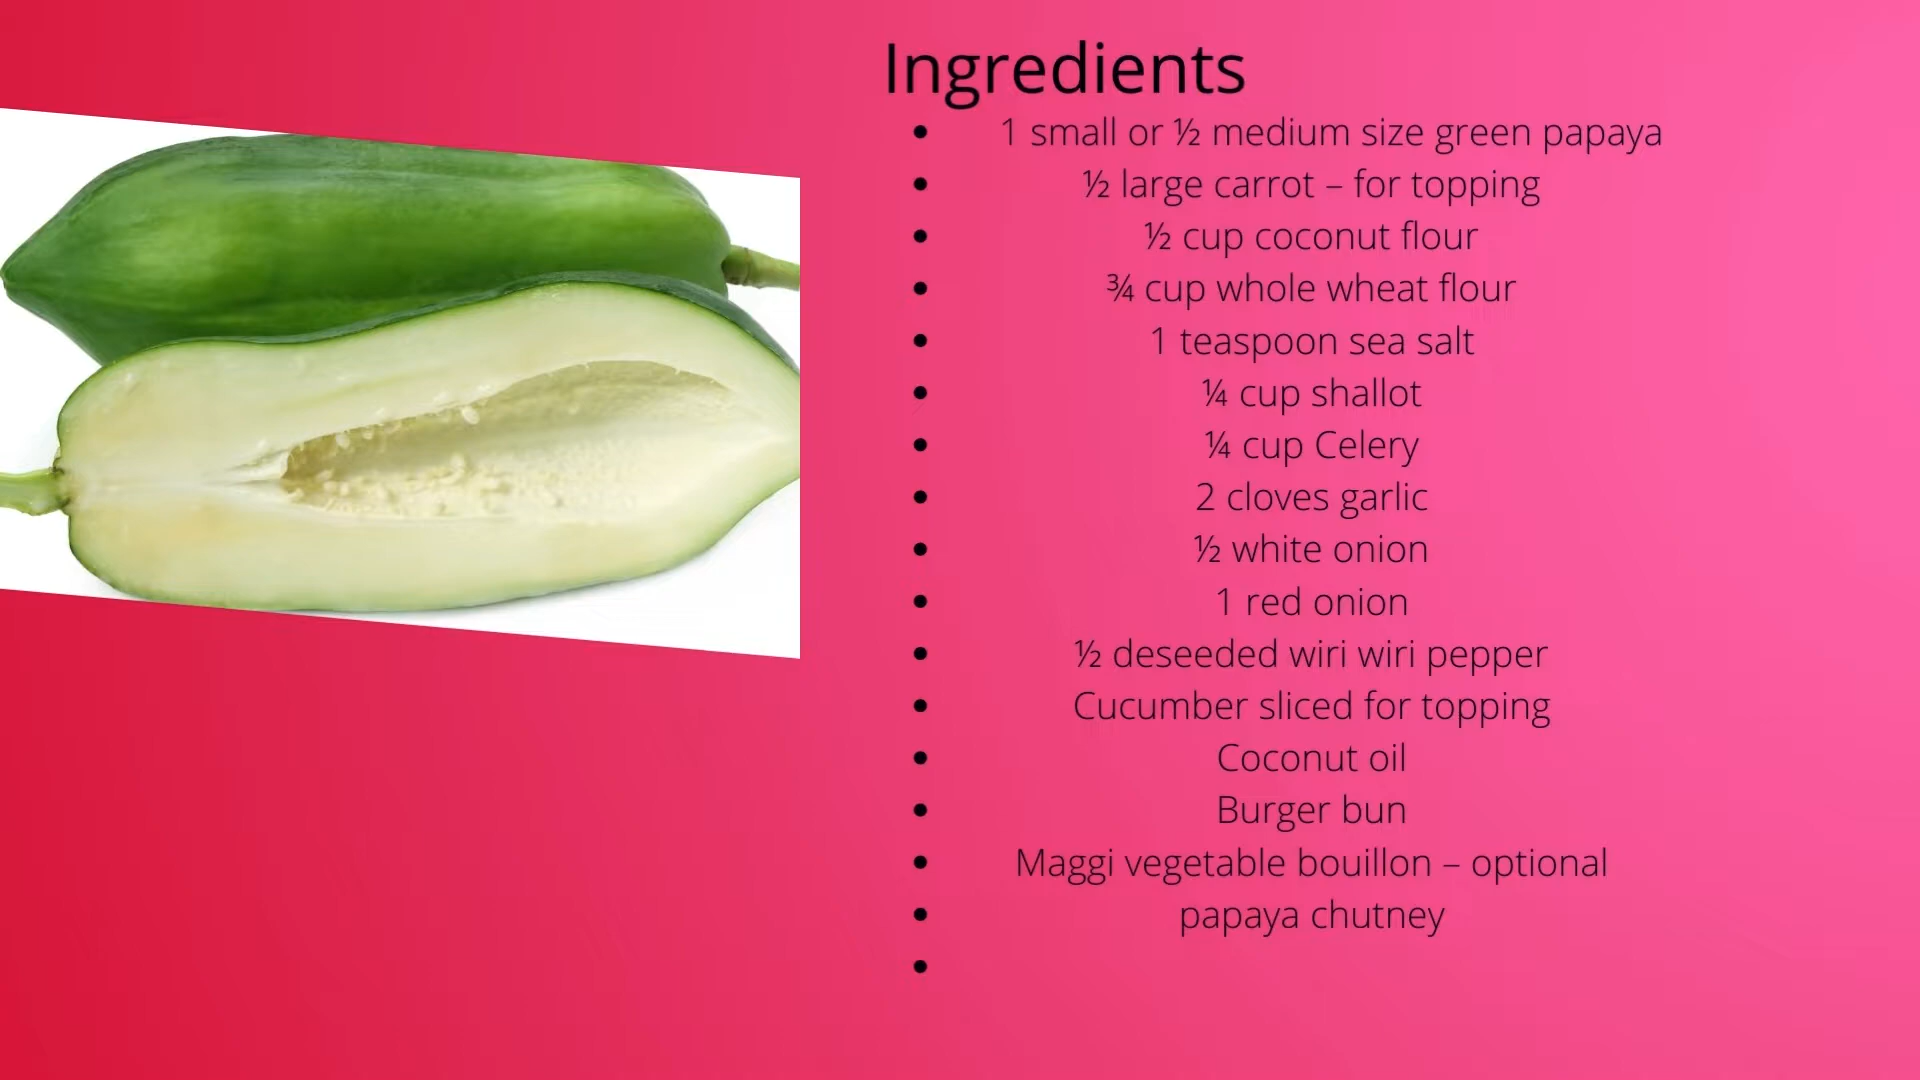 Ingredients
• 1 small or ½ medium size green papaya
• ½ large carrot – for topping
• ½ cup coconut flour
• ¾ cup whole wheat flour
• 1 teaspoon sea salt
• ¼ cup shallot
• ¼ cup Celery
• 2 cloves garlic
• ½ white onion
• 1 red onion
• ½ deseeded wiri wiri pepper
• Cucumber sliced for topping
• Coconut oil
• Burger bun
• Maggi vegetable bouillon – optional
• papaya chutney
•